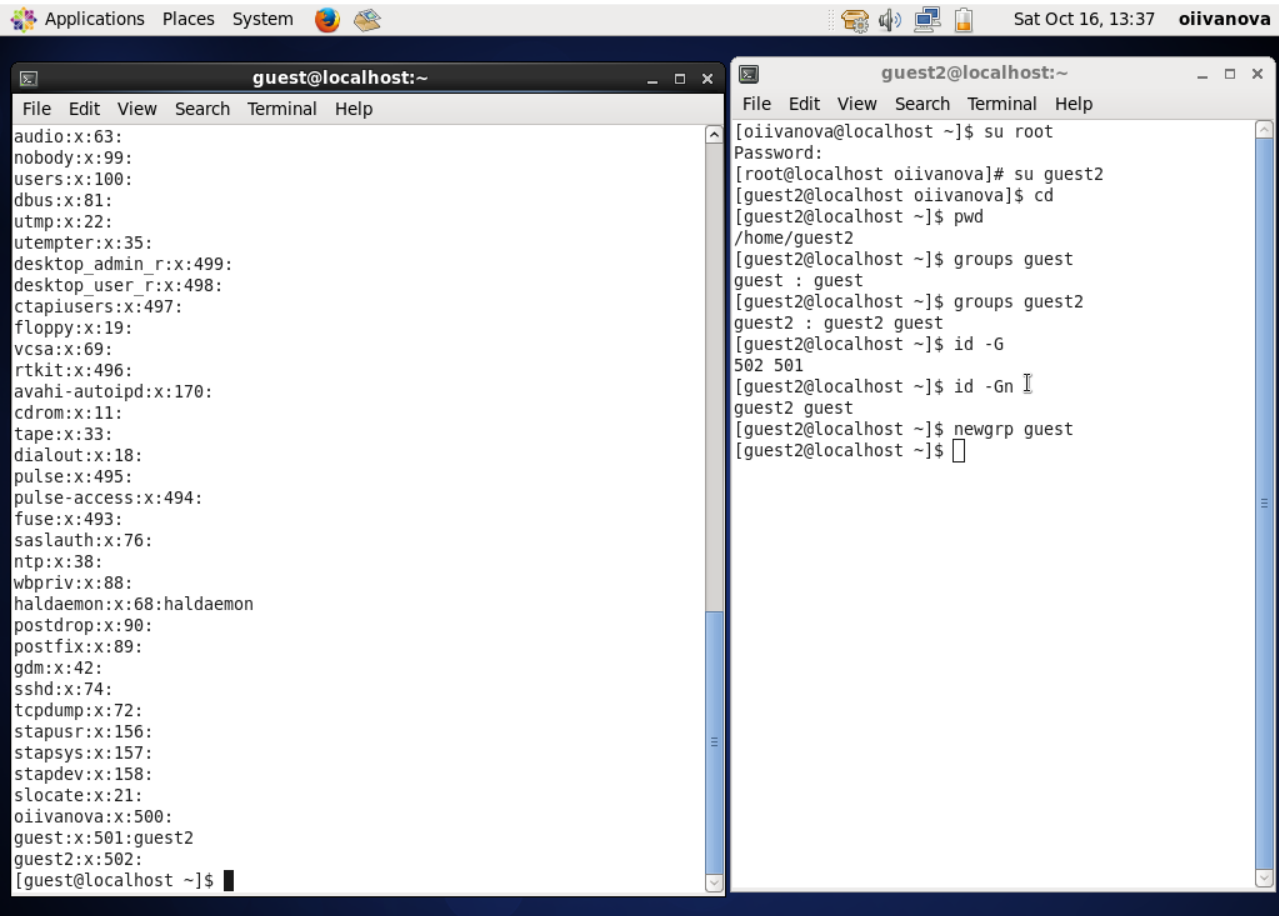 Applications Places System Sat Oct 16, 13:37 oiivanova
guest@localhost:~
File Edit View Search Terminal Help
audio:x:63:
nobody:x:99:
users:x:100:
dbus:x:81:
utmp:x:22:
utempter:x:35:
desktop_admin_r:x:499:
desktop_user_r:x:498:
ctapiusers:x:497:
floppy:x:19:
vcsa:x:69:
rtkit:x:496:
avahi-autoipd:x:170:
cdrom:x:11:
tape:x:33:
dialout:x:18:
pulse:x:495:
pulse-access:x:494:
fuse:x:493:
saslauth:x:76:
ntp:x:38:
wbpriv:x:88:
haldaemon:x:68:haldaemon
postdrop:x:90:
postfix:x:89:
gdm:x:42:
sshd:x:74:
tcpdump:x:72:
stapusr:x:156:
stapsys:x:157:
stapdev:x:158:
slocate:x:21:
oiivanova:x:500:
guest:x:501:guest2
guest2:x:502:
[guest@localhost ~]$
guest2@localhost:~
File Edit View Search Terminal Help
[oiivanova@localhost ~]$ su root
Password:
[root@localhost oiivanova]# su guest2
[guest2@localhost oiivanova]$ cd
[guest2@localhost ~]$ pwd
/home/guest2
[guest2@localhost ~]$ groups guest
guest : guest
[guest2@localhost ~]$ groups guest2
guest2 : guest2 guest
[guest2@localhost ~]$ id -G
502 501
[guest2@localhost ~]$ id -Gn
guest2 guest
[guest2@localhost ~]$ newgrp guest
[guest2@localhost ~]$